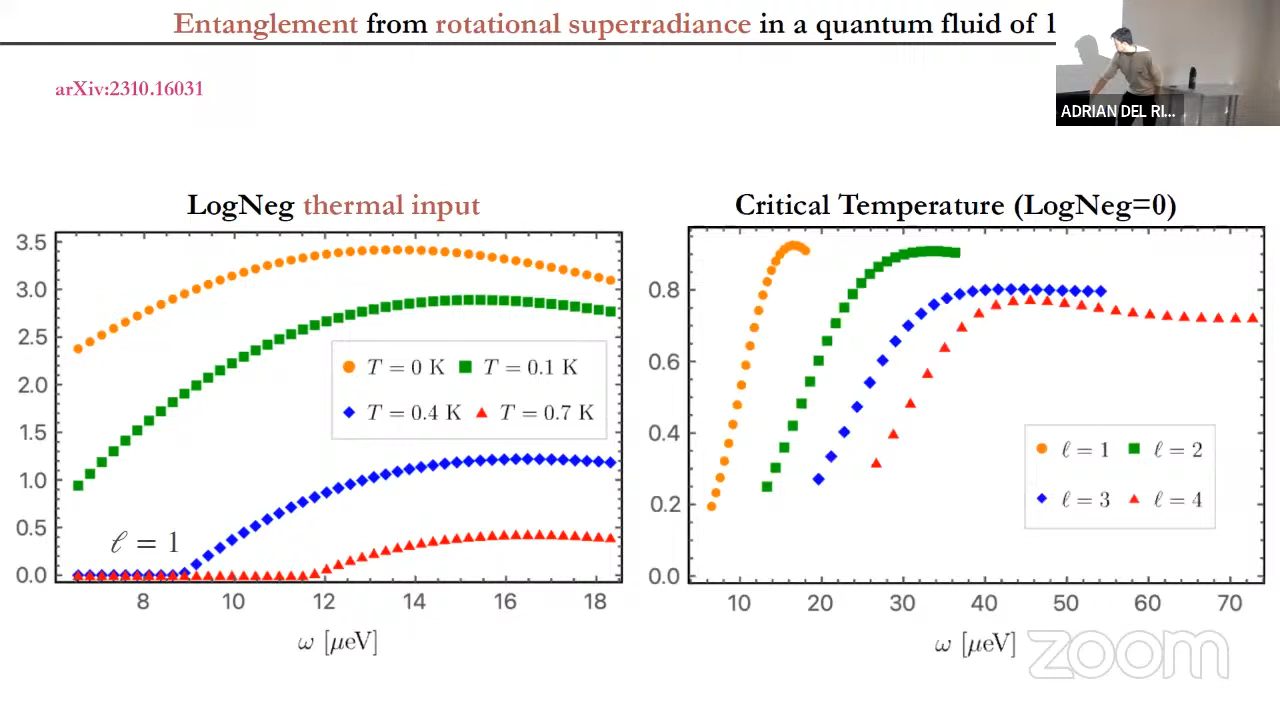 Entanglement from rotational superradiance in a quantum fluid of l
arXiv:2310.16031
ADRIAN DEL RI...
LogNeg thermal input
3.5
3.0
2.5
2.0
1.5
1.0
0.5
0.0
T = 0 K T = 0.1 K
T = 0.4 K T = 0.7 K
ℓ = 1
8 10 12 14 16 18
ω [μeV]
Critical Temperature (LogNeg=0)
0.8
0.6
0.4
0.2
0.0
ℓ = 1 ℓ = 2
ℓ = 3 ℓ = 4
10 20 30 40 50 60 70
ω [μeV]
zoom